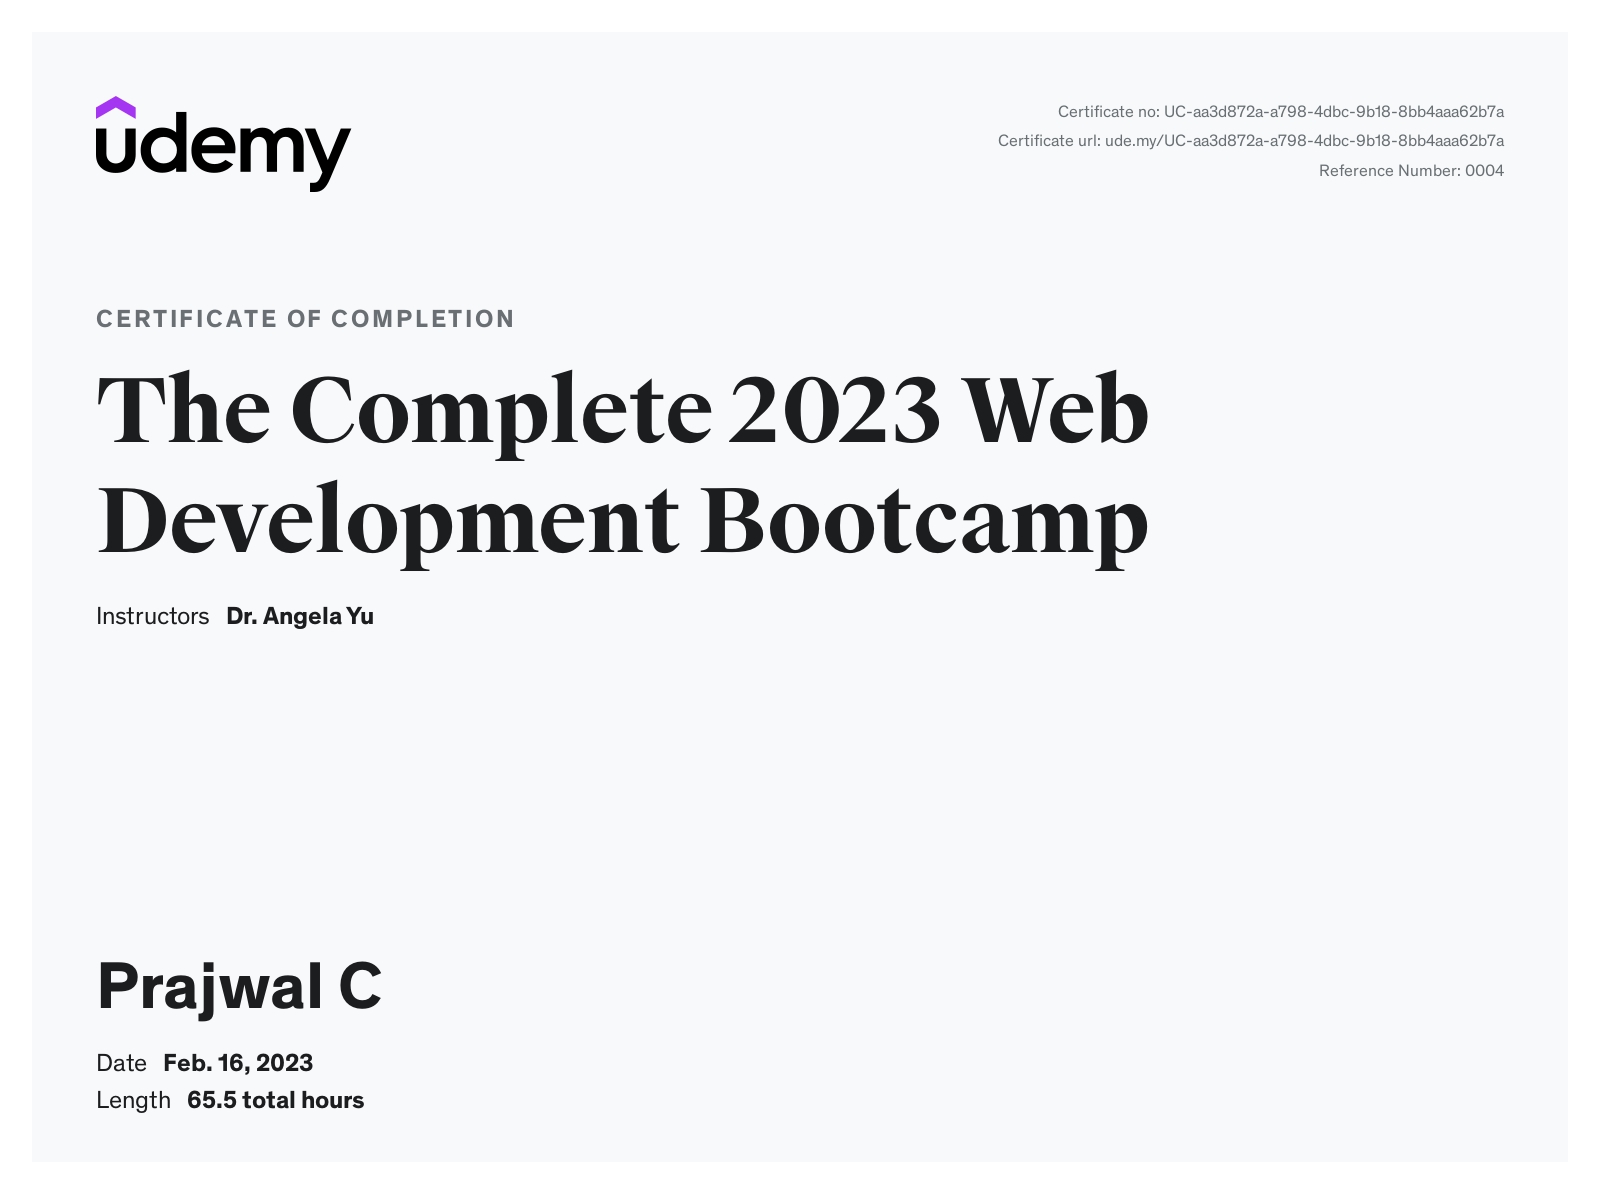 udemy
Certificate no: UC-aa3d872a-a798-4dbc-9b18-8bb4aaa62b7a
Certificate url: ude.my/UC-aa3d872a-a798-4dbc-9b18-8bb4aaa62b7a
Reference Number: 0004
CERTIFICATE OF COMPLETION
The Complete 2023 Web
Development Bootcamp
Instructors Dr. Angela Yu
Prajwal C
Date Feb. 16, 2023
Length 65.5 total hours